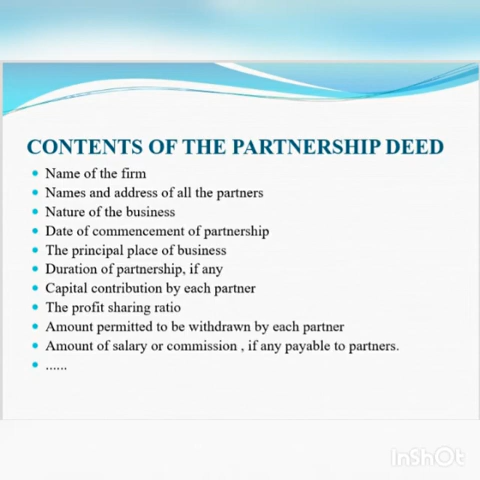 CONTENTS OF THE PARTNERSHIP DEED
Name of the firm
Names and address of all the partners
Nature of the business
Date of commencement of partnership
The principal place of business
Duration of partnership, if any
Capital contribution by each partner
The profit sharing ratio
Amount permitted to be withdrawn by each partner
Amount of salary or commission , if any payable to partners.
......
InShOt